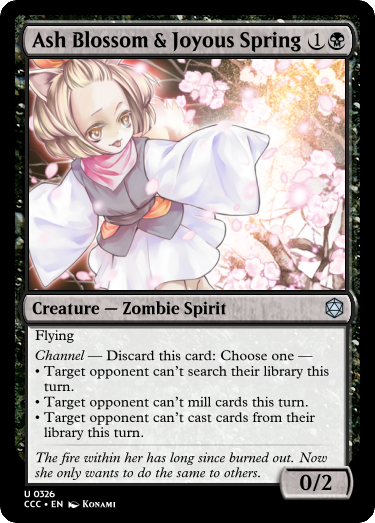 Ash Blossom & Joyous Spring 1
Creature — Zombie Spirit
Flying
Channel — Discard this card: Choose one —
• Target opponent can't search their library this
turn.
• Target opponent can't mill cards this turn.
• Target opponent can't cast cards from their
library this turn.
The fire within her has long since burned out. Now
she only wants to do the same to others.
0/2
U 0326
CCC • EN Konami